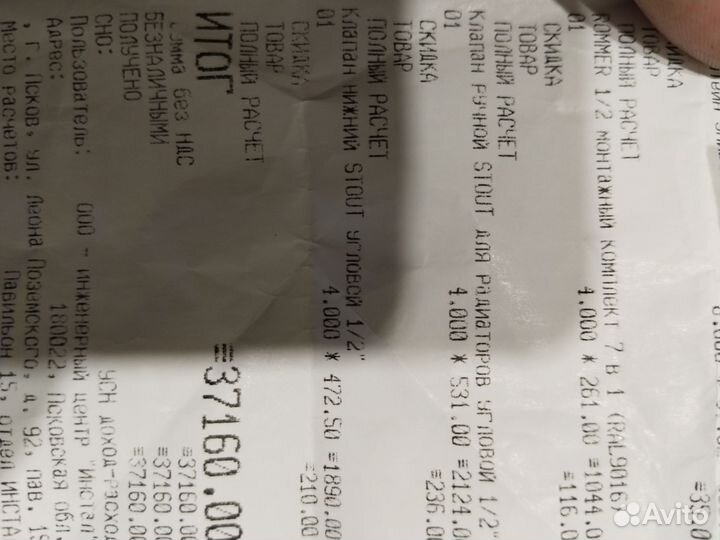 СКИДКА ≡39.0
ТОВАР
ПОЛНЫЙ РАСЧЕТ
ROMMER 1/2 монтажный комплект 7 в 1 (RAL9016)
4.000 * 261.00 ≡1044.0
01
СКИДКА ≡116.0
ТОВАР
ПОЛНЫЙ РАСЧЕТ
Клапан ручной STOUT для радиаторов угловой 1/2"
4.000 * 531.00 ≡2124.0
01
СКИДКА ≡236.0
ТОВАР
ПОЛНЫЙ РАСЧЕТ
Клапан нижний STOUT угловой 1/2"
4.000 * 472.50 ≡1890.00
01
СКИДКА ≡210.00
ТОВАР
ПОЛНЫЙ РАСЧЕТ
ИТОГ ≡37160.00
Сумма без НДС ≡37160.00
БЕЗНАЛИЧНЫМИ ≡37160.00
ПОЛУЧЕНО ≡37160.00
СНО: УСН доход-расход
Пользователь: ООО - инженерный центр "Инстал"
Адрес: 180022, Псковская обл.
, г. Псков, ул. Леона Поземского, д. 92, пав. 15
Место расчетов: Павильон 15, отдел ИНСТА
Avito